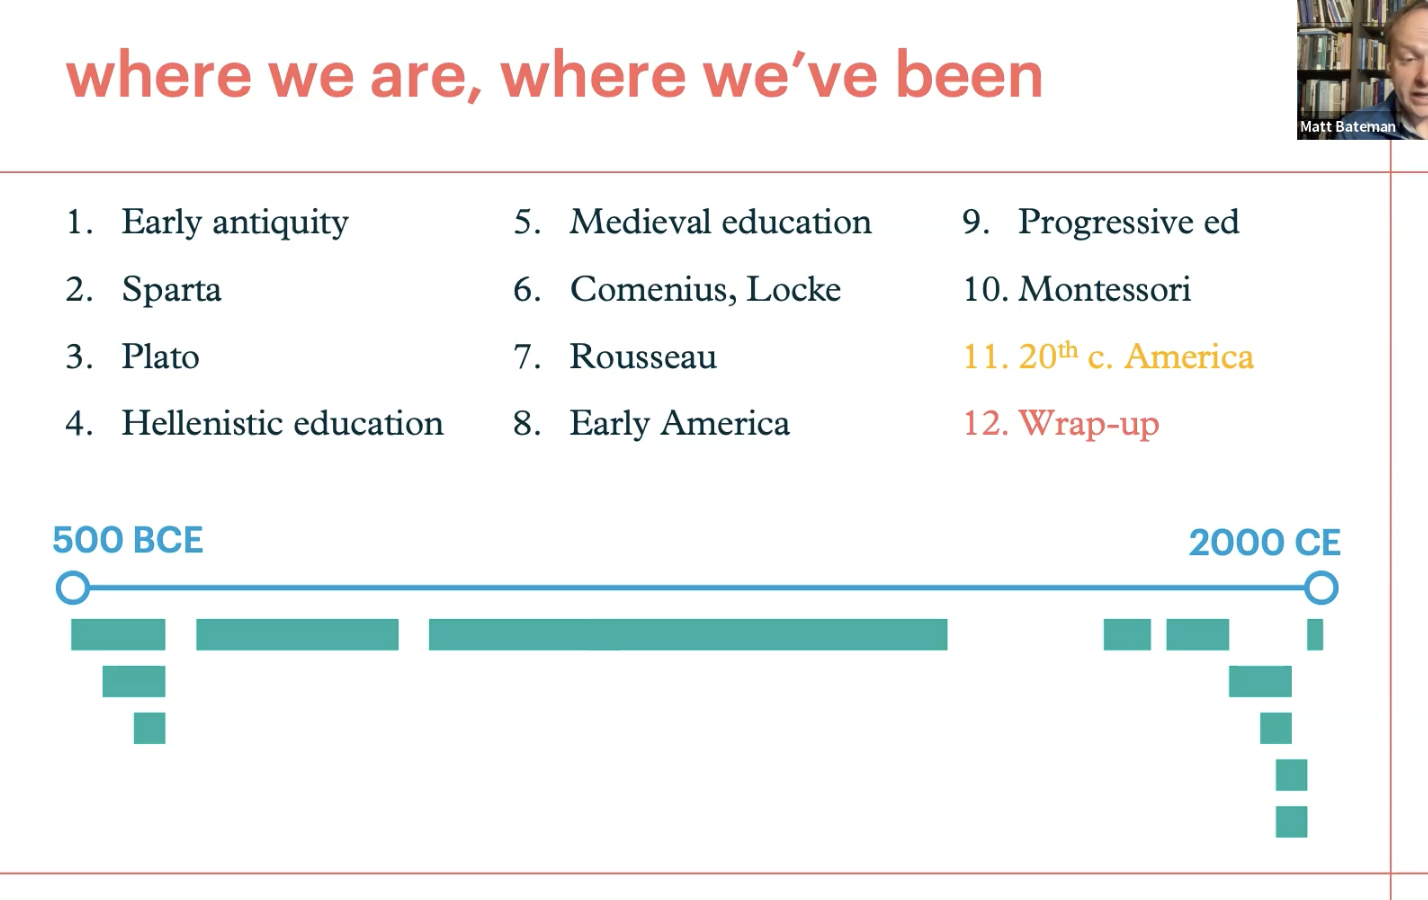 where we are, where we’ve been
Matt Bateman
1. Early antiquity
2. Sparta
3. Plato
4. Hellenistic education
5. Medieval education
6. Comenius, Locke
7. Rousseau
8. Early America
9. Progressive ed
10. Montessori
11. 20th c. America
12. Wrap-up
500 BCE
2000 CE